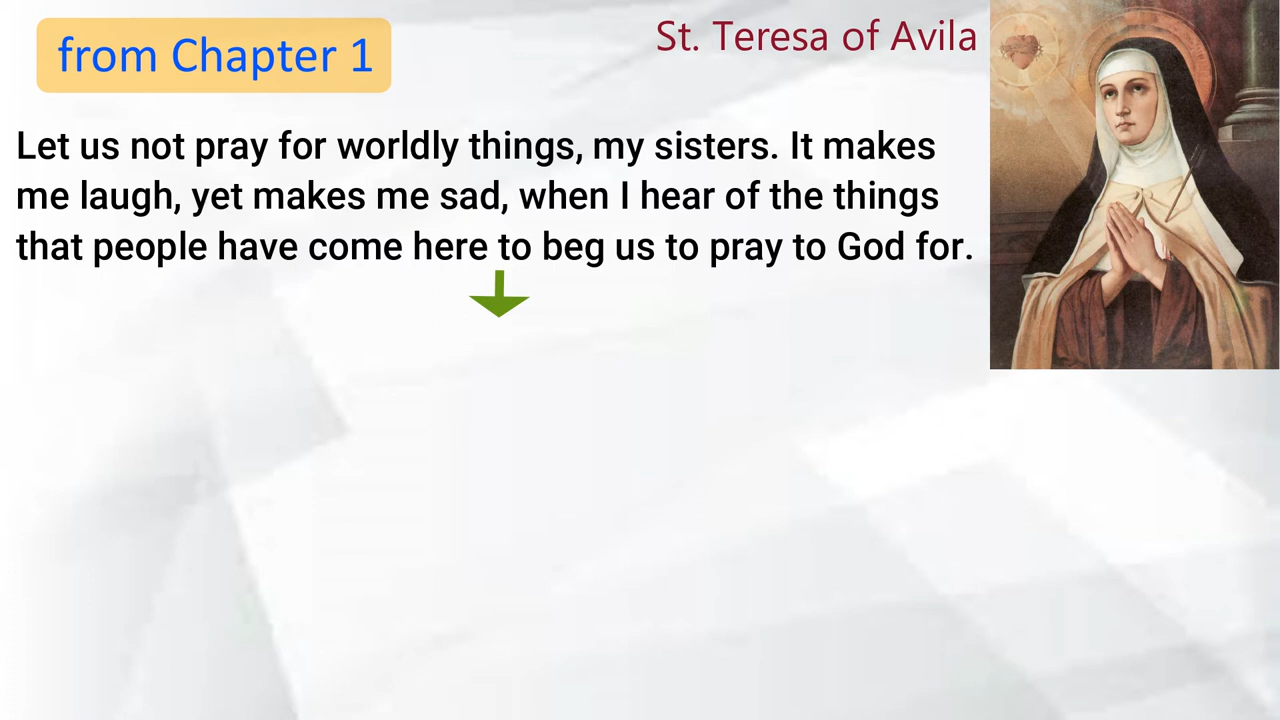 from Chapter 1
St. Teresa of Avila
Let us not pray for worldly things, my sisters. It makes
me laugh, yet makes me sad, when I hear of the things
that people have come here to beg us to pray to God for.